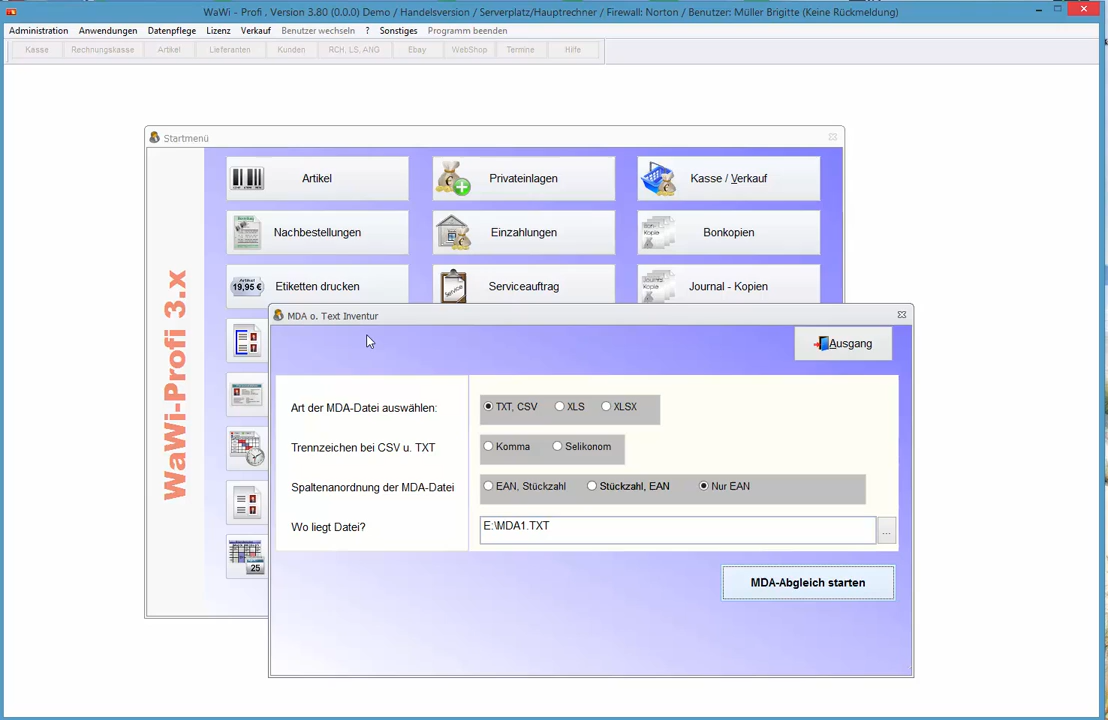 WaWi - Profi . Version 3.80 (0.0.0) Demo / Handelsversion / Serverplatz/Hauptrechner / Firewall: Norton / Benutzer: Müller Brigitte (Keine Rückmeldung)
Administration Anwendungen Datenpflege Lizenz Verkauf Benutzer wechseln ? Sonstiges Programm beenden
Kasse Rechnungskasse Artikel Lieferanten Kunden RCH. LS. ANG Ebay WebShop Termine Hilfe
Startmenü
WaWi-Profi 3.x
Artikel Privateinlagen Kasse / Verkauf
Nachbestellungen Einzahlungen Bonkopien
Etiketten drucken Serviceauftrag Journal - Kopien
19,95 €
25
MDA o. Text Inventur
Ausgang
Art der MDA-Datei auswählen: TXT, CSV XLS XLSX
Trennzeichen bei CSV u. TXT Komma Selikonom
Spaltenanordnung der MDA-Datei EAN, Stückzahl Stückzahl, EAN Nur EAN
Wo liegt Datei? E:\MDA1.TXT ...
MDA-Abgleich starten